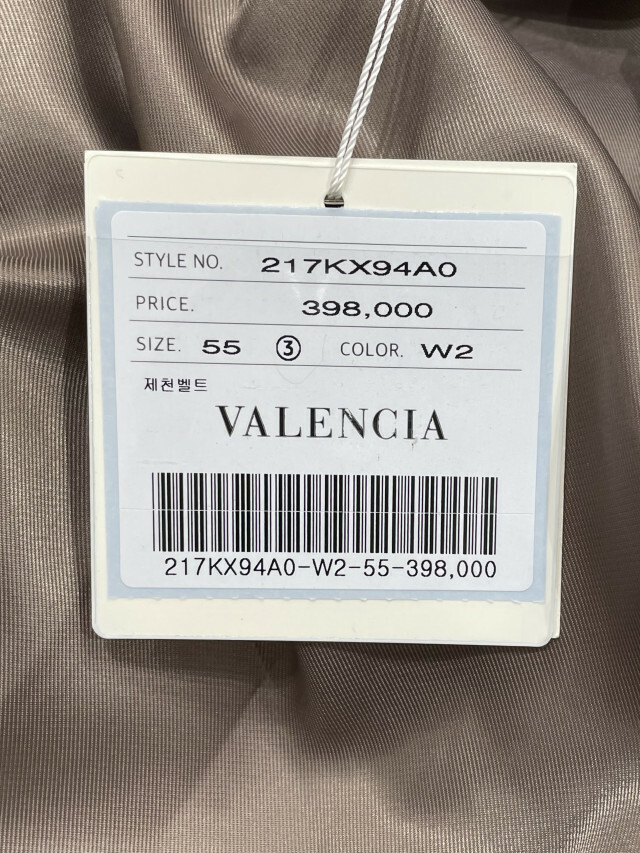 STYLE NO. 217KX94A0
PRICE. 398,000
SIZE. 55 ③ COLOR. W2
제천벨트
VALENCIA
217KX94A0-W2-55-398,000